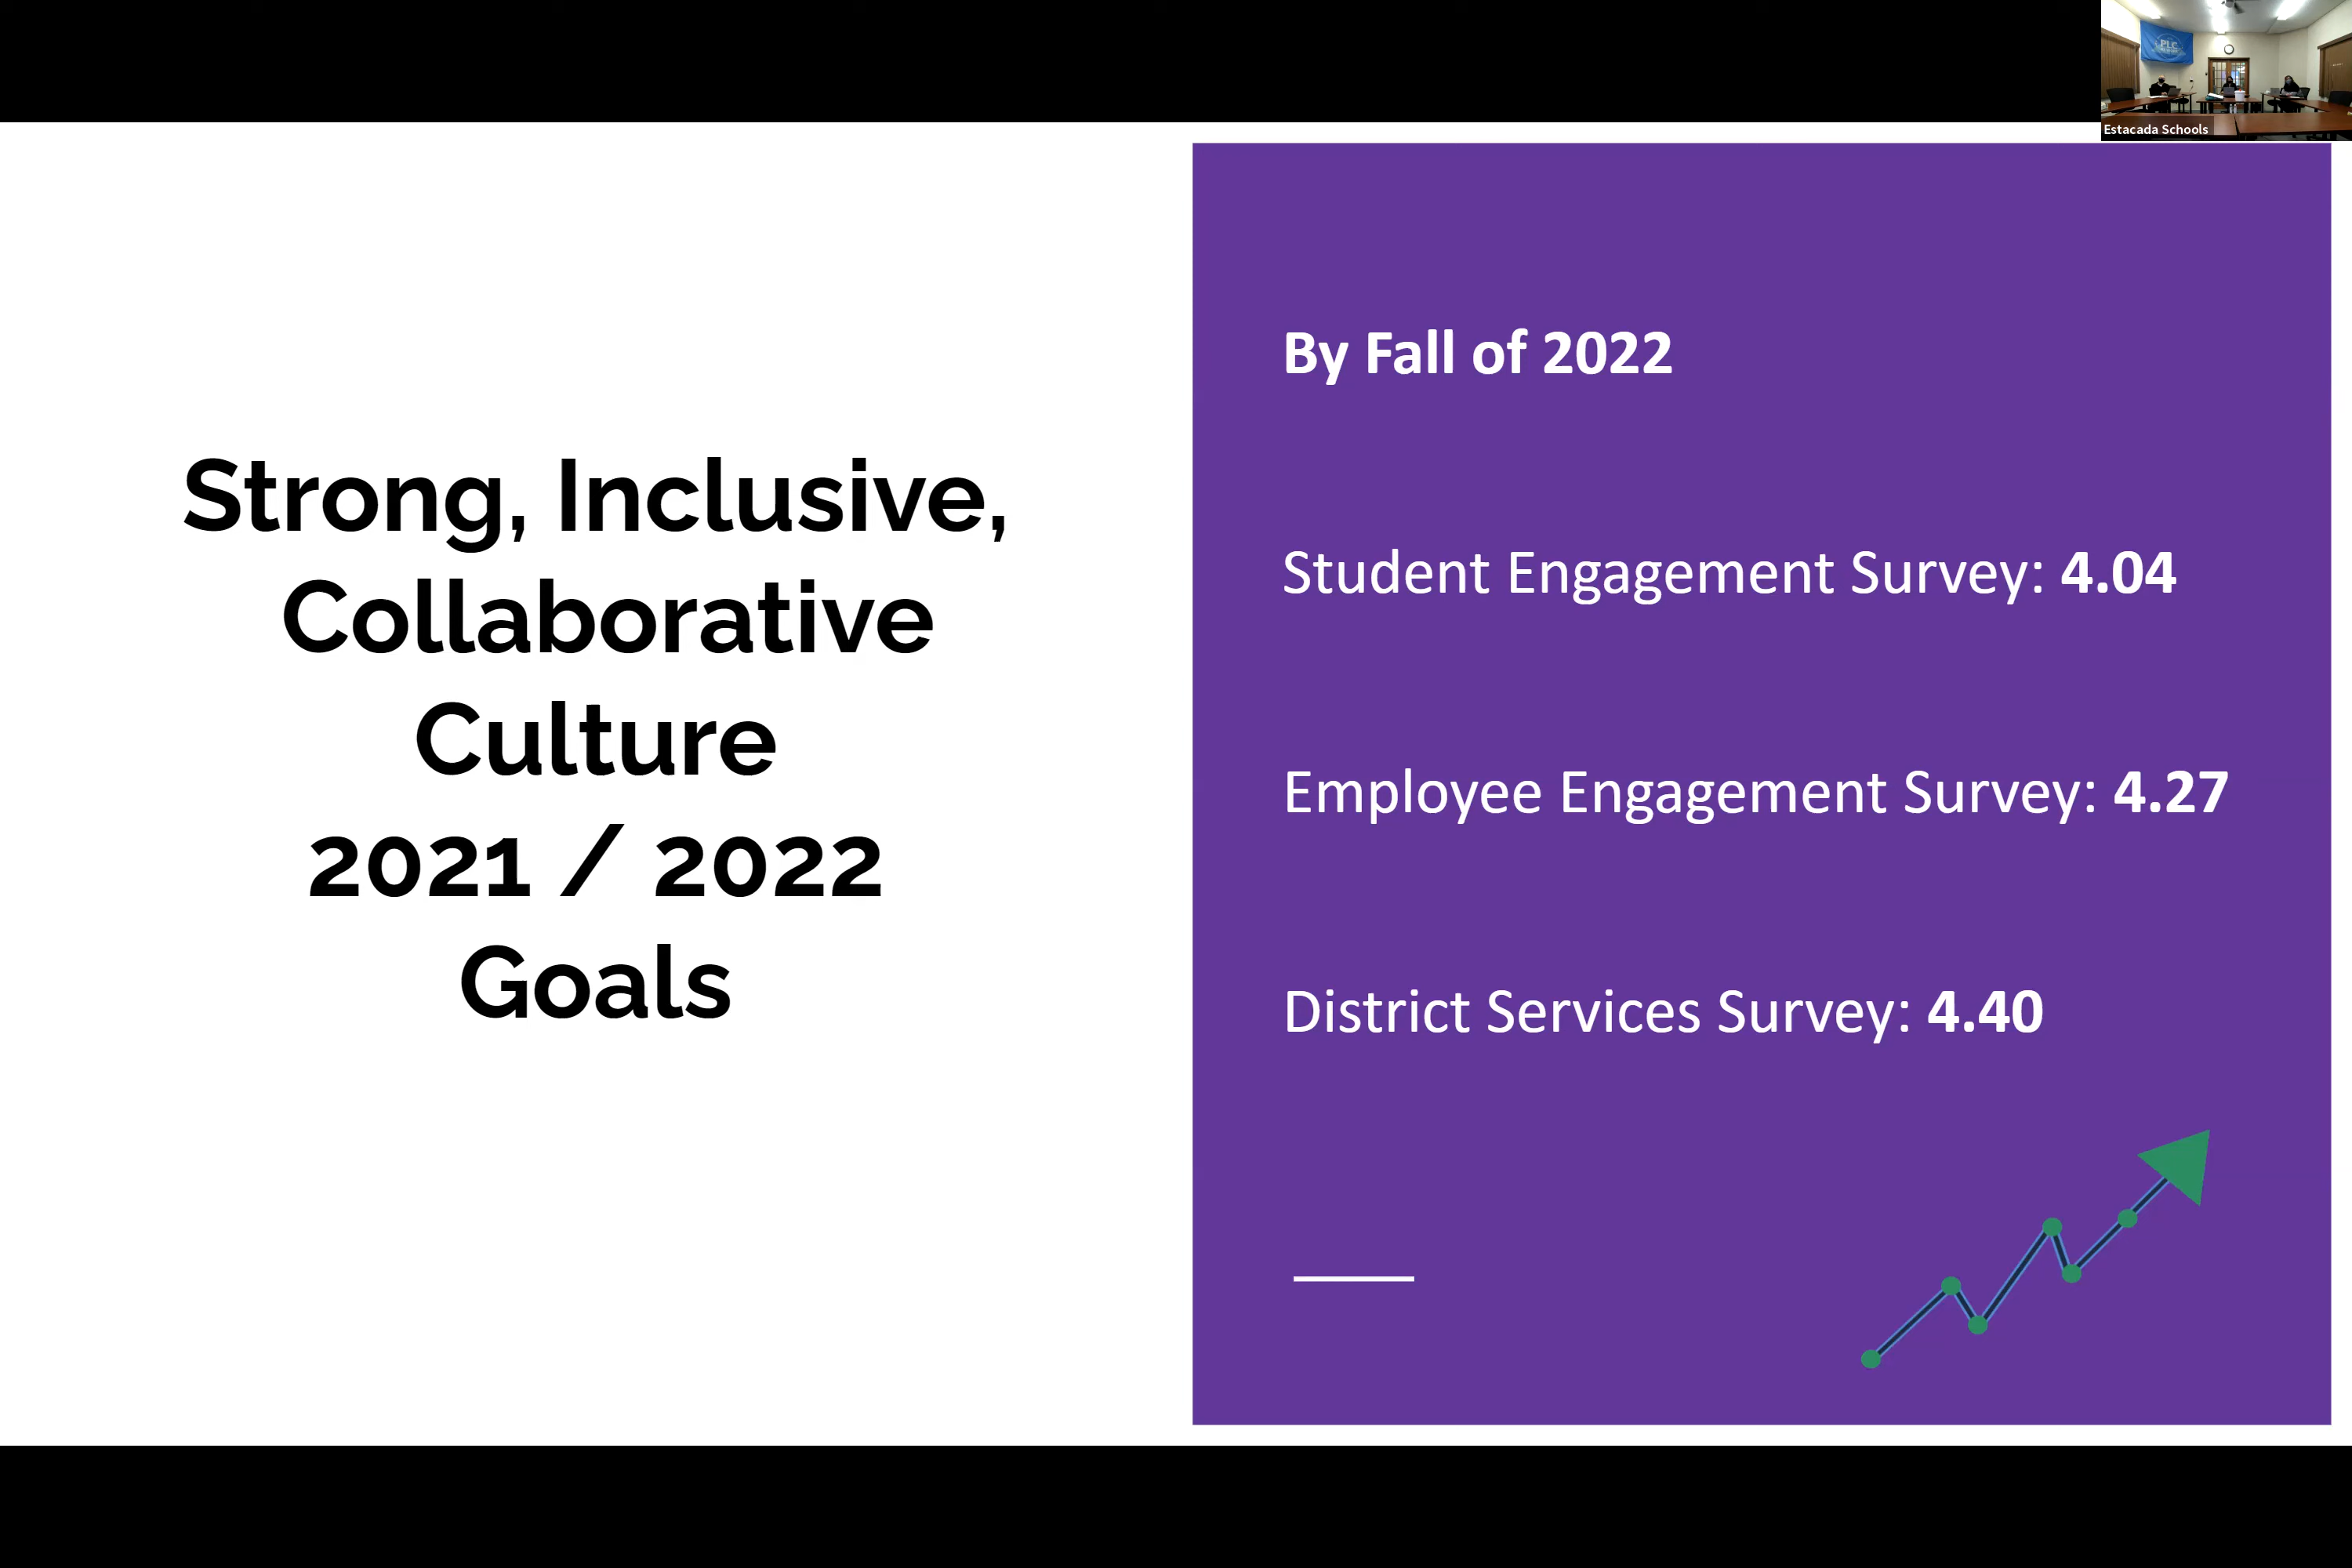 PLC
Estacada Schools
Strong, Inclusive,
Collaborative
Culture
2021 / 2022
Goals
By Fall of 2022
Student Engagement Survey: 4.04
Employee Engagement Survey: 4.27
District Services Survey: 4.40